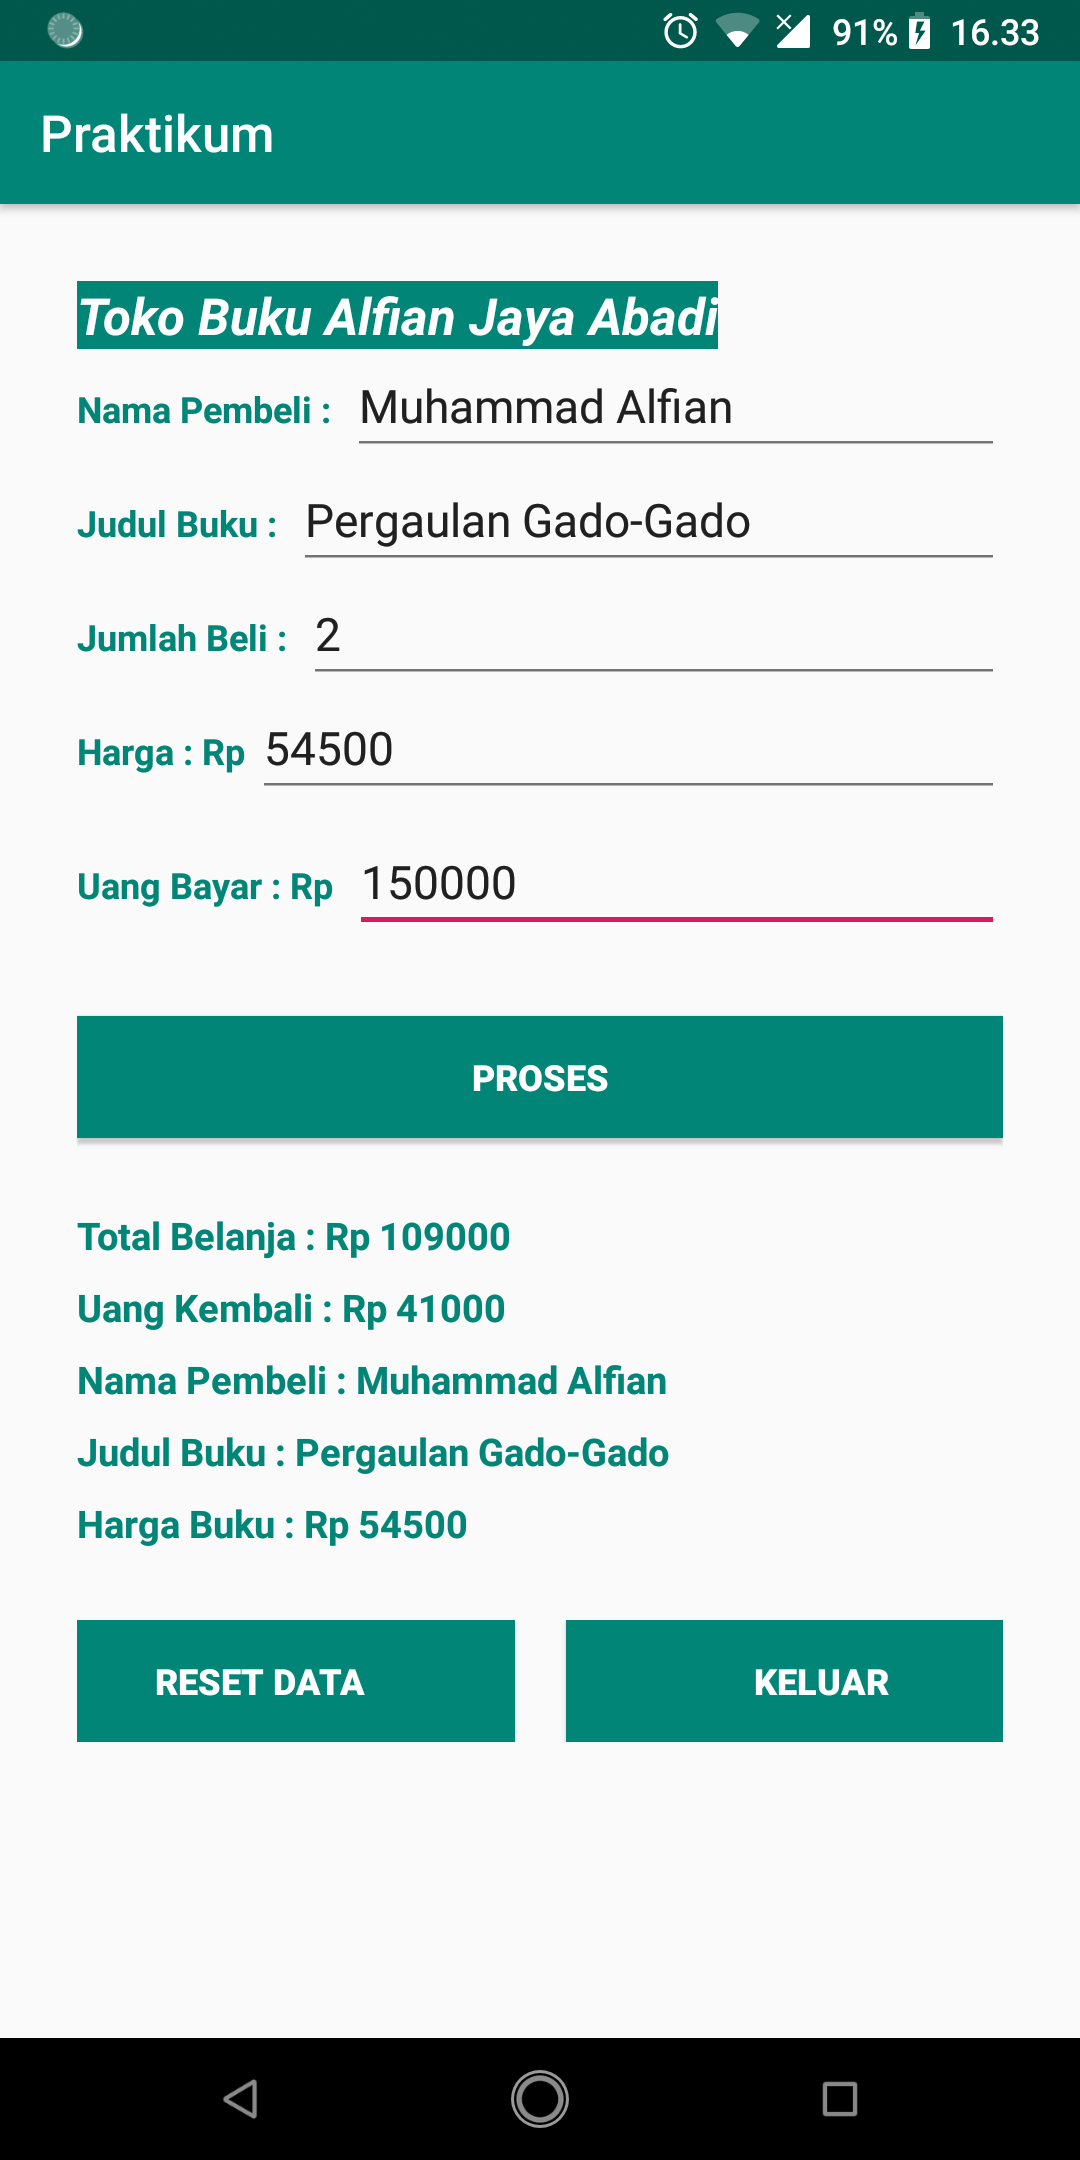 91% 16.33
Praktikum
Toko Buku Alfian Jaya Abadi
Nama Pembeli : Muhammad Alfian
Judul Buku : Pergaulan Gado-Gado
Jumlah Beli : 2
Harga : Rp 54500
Uang Bayar : Rp 150000
PROSES
Total Belanja : Rp 109000
Uang Kembali : Rp 41000
Nama Pembeli : Muhammad Alfian
Judul Buku : Pergaulan Gado-Gado
Harga Buku : Rp 54500
RESET DATA KELUAR